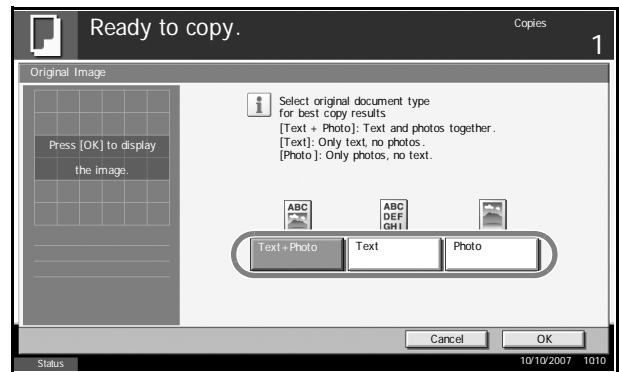 Ready to copy.
Copies
1
Original Image
Press [OK] to display
the image.
Select original document type
for best copy results
[Text + Photo]: Text and photos together.
[Text]: Only text, no photos.
[Photo ]: Only photos, no text.
ABC
ABC
DEF
GHI
Text+Photo
Text
Photo
Cancel
OK
Status
10/10/2007 1010